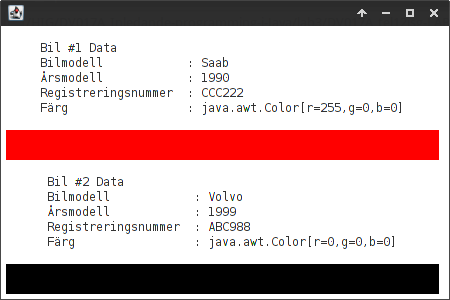 Bil #1 Data
Bilmodell : Saab
Årsmodell : 1990
Registreringsnummer : CCC222
Färg : java.awt.Color[r=255,g=0,b=0]
Bil #2 Data
Bilmodell : Volvo
Årsmodell : 1999
Registreringsnummer : ABC988
Färg : java.awt.Color[r=0,g=0,b=0]